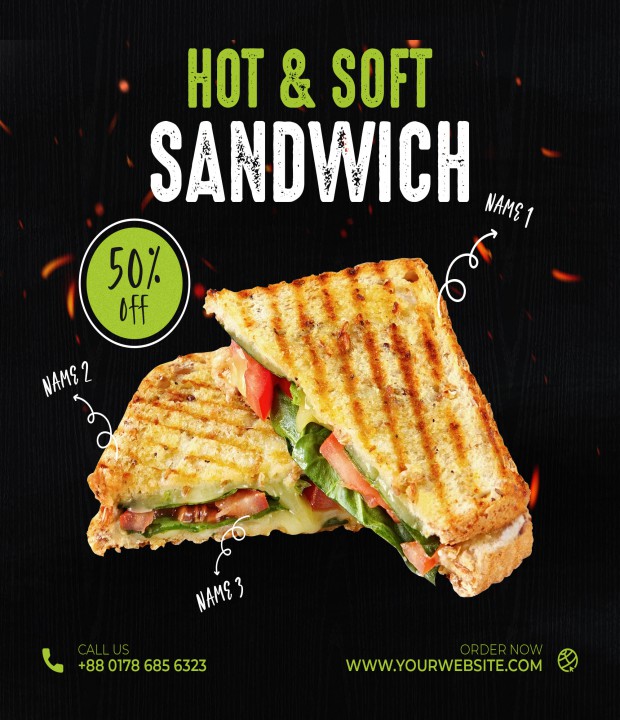 HOT & SOFT
SANDWICH
NAME 1
50%
OFF
NAME 2
NAME 3
CALL US
+88 0178 685 6323
ORDER NOW
WWW.YOURWEBSITE.COM